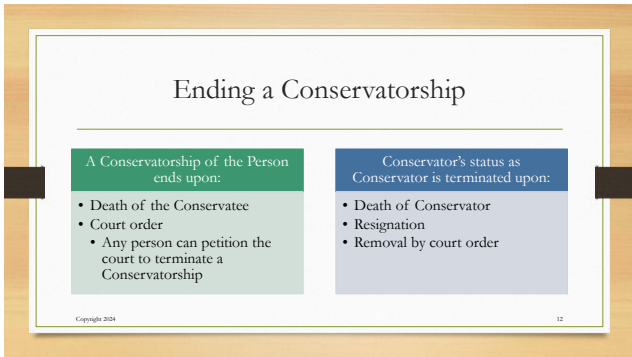 Ending a Conservatorship
A Conservatorship of the Person
ends upon:
• Death of the Conservatee
• Court order
• Any person can petition the
court to terminate a
Conservatorship
Conservator's status as
Conservator is terminated upon:
• Death of Conservator
• Resignation
• Removal by court order
Copyright 2024
12